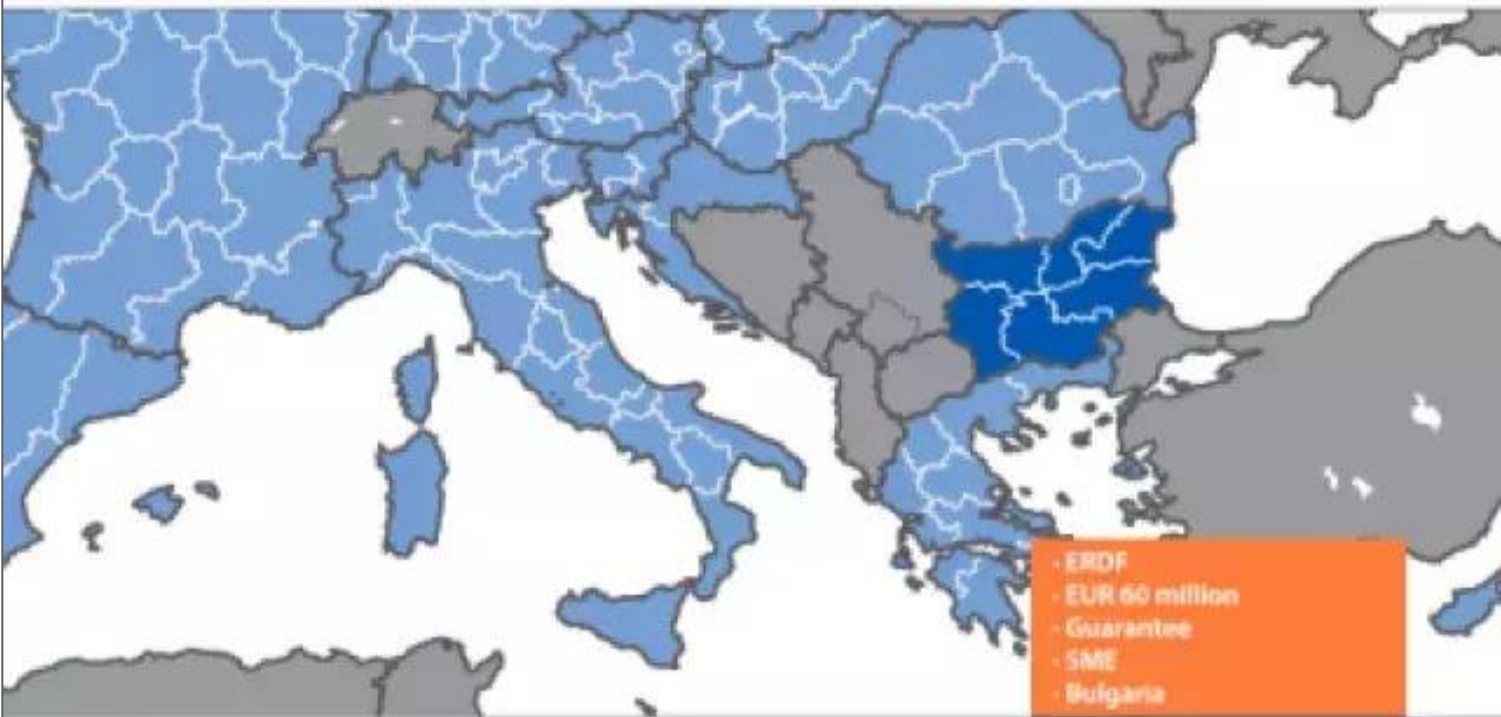 · ERDF
· EUR 60 million
· Guarantee
· SME
· Bulgaria